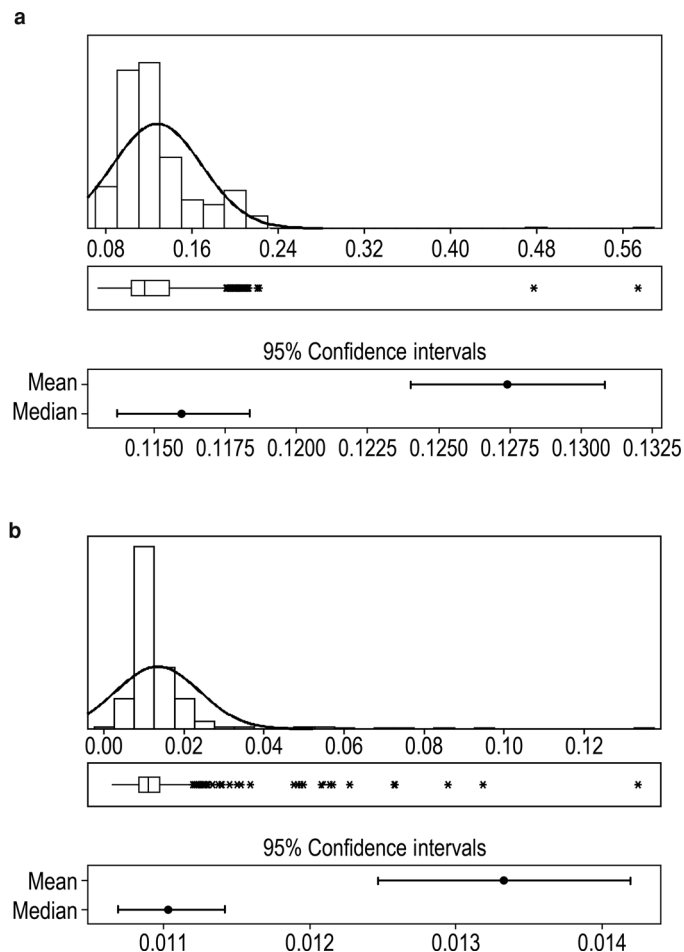 a
0.08 0.16 0.24 0.32 0.40 0.48 0.56
95% Confidence intervals
Mean
Median
0.1150 0.1175 0.1200 0.1225 0.1250 0.1275 0.1300 0.1325
b
0.00 0.02 0.04 0.06 0.08 0.10 0.12
95% Confidence intervals
Mean
Median
0.011 0.012 0.013 0.014